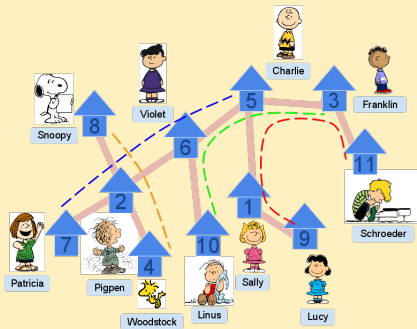 Charlie
Franklin
Violet
Snoopy
5
3
8
6
11
2
1
Schroeder
7
4
10
9
Sally
Patricia
Pigpen
Linus
Lucy
Woodstock